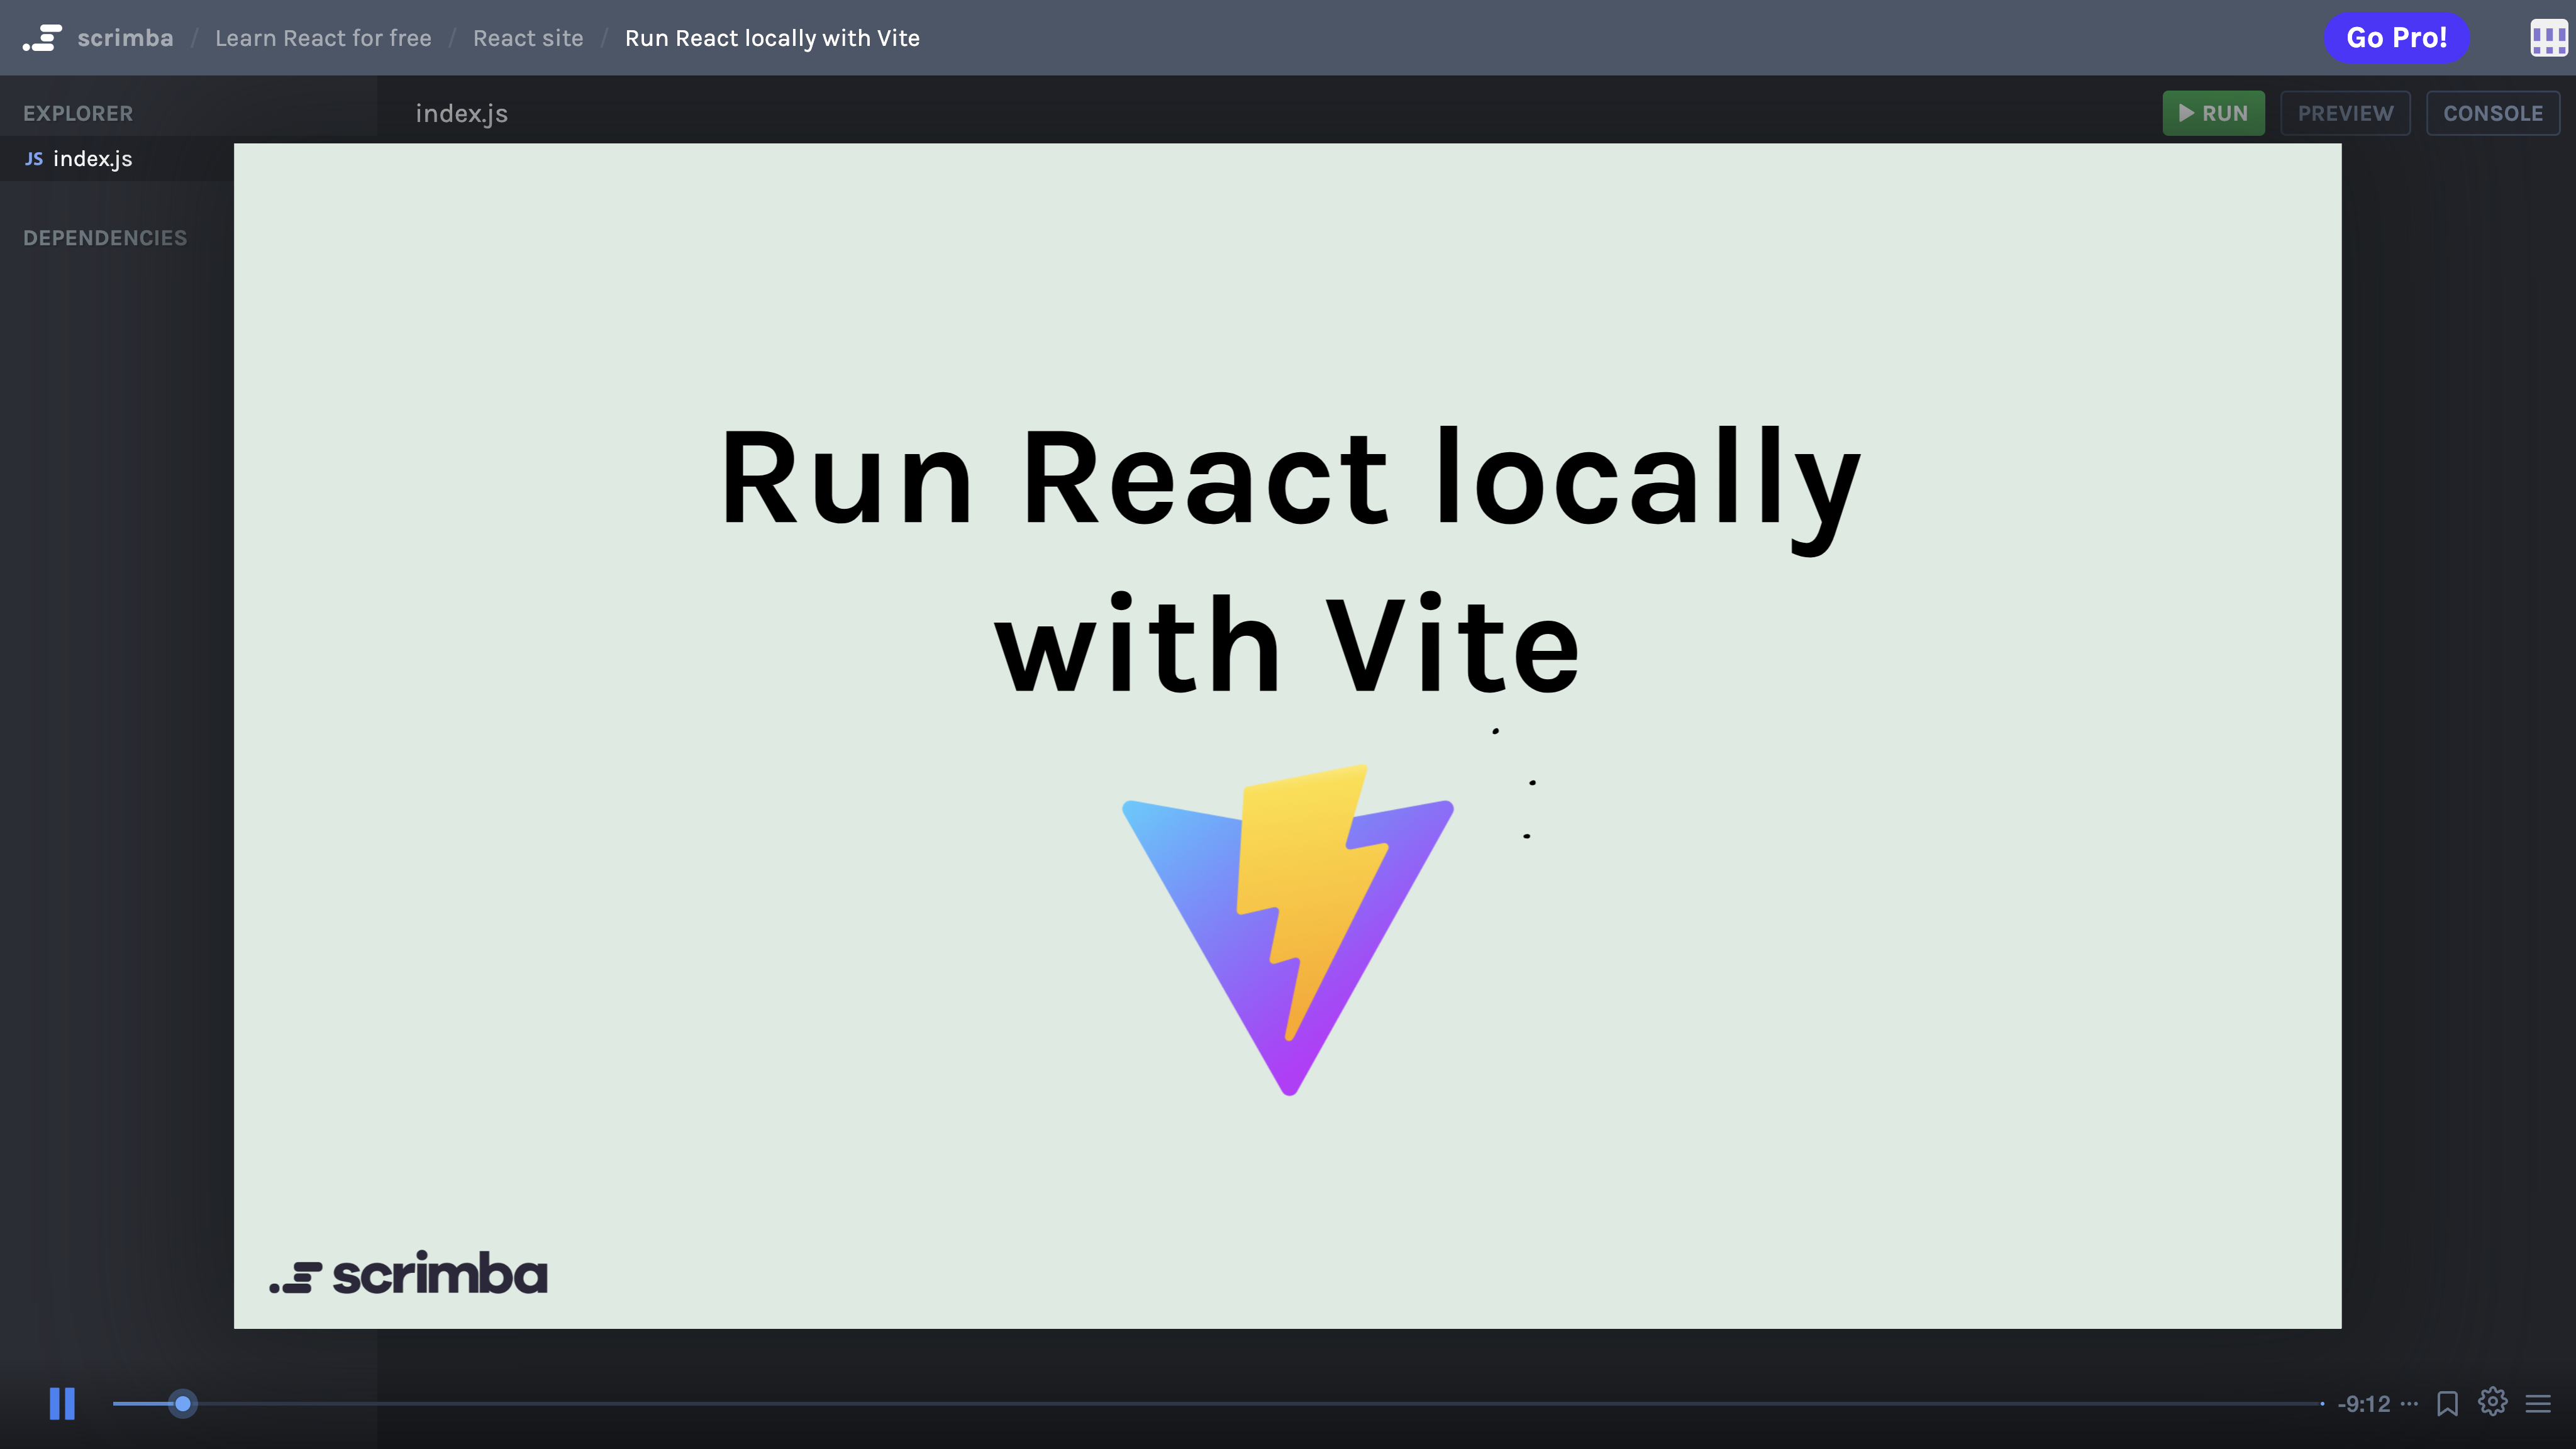 scrimba / Learn React for free / React site / Run React locally with Vite
Go Pro!
EXPLORER
index.js
RUN
PREVIEW
CONSOLE
JS index.js
DEPENDENCIES
Run React locally
with Vite
scrimba
-9:12